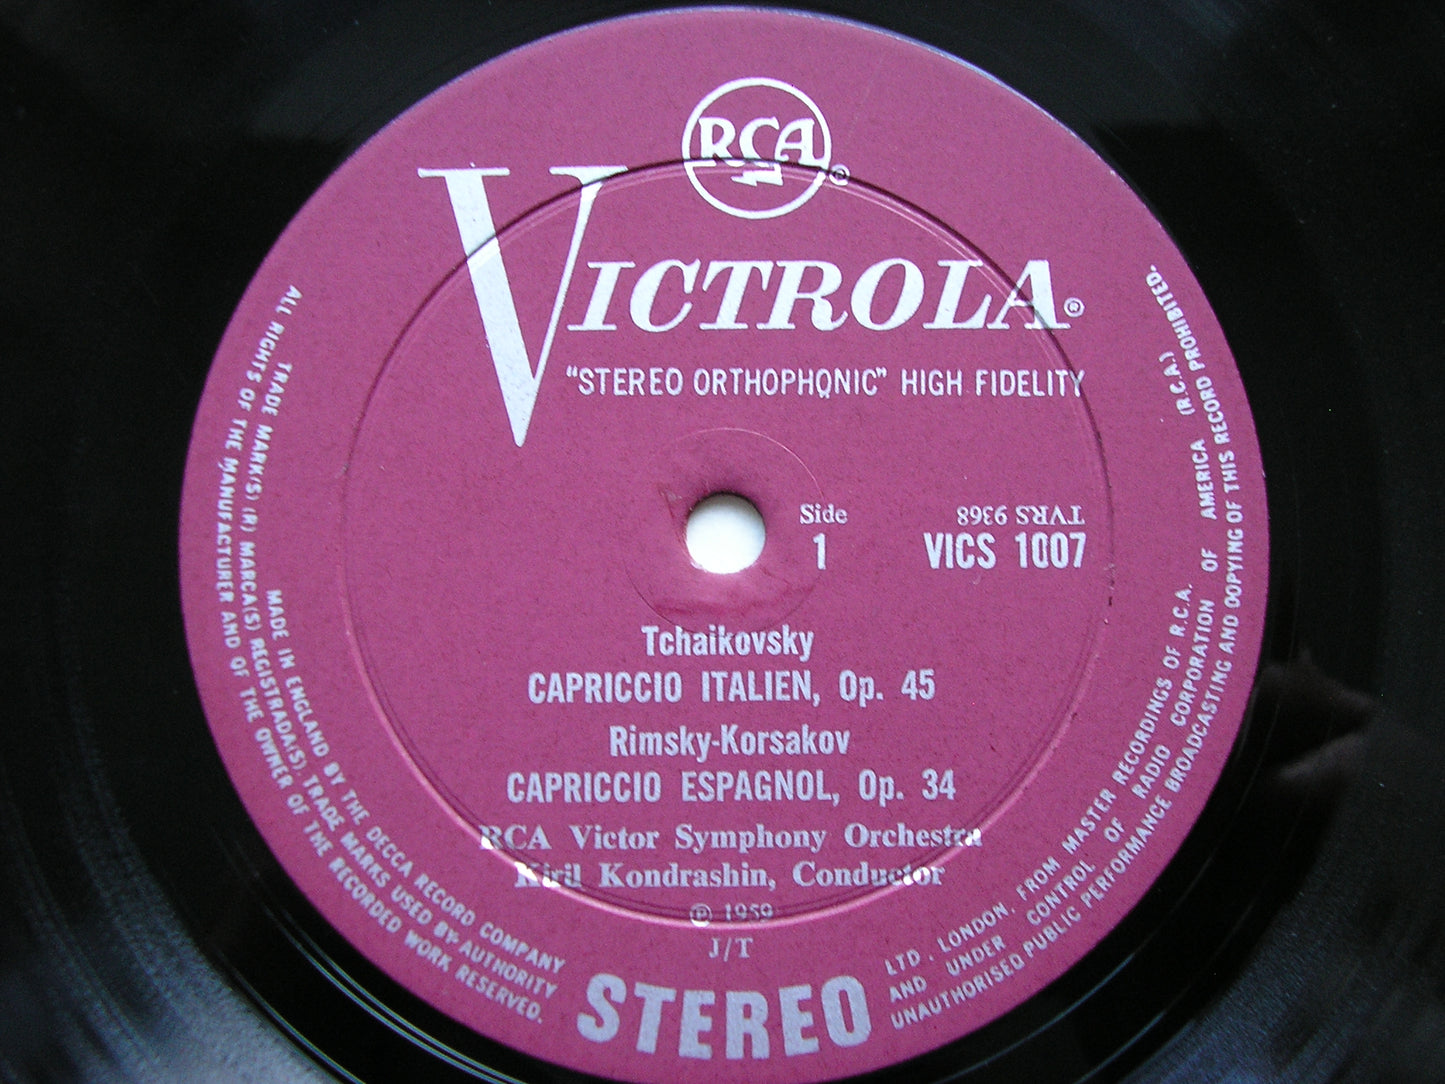 RCA ®
VICTROLA ®
"STEREO ORTHOPHONIC" HIGH FIDELITY
Side
1
TVRS 9368
VICS 1007
Tchaikovsky
CAPRICCIO ITALIEN, Op. 45
Rimsky-Korsakov
CAPRICCIO ESPAGNOL, Op. 34
RCA Victor Symphony Orchestra
Kiril Kondrashin, Conductor
℗ 1959
J/T
STEREO
MADE IN ENGLAND BY THE DECCA RECORD COMPANY LTD., LONDON, FROM MASTER RECORDINGS OF R.C.A.
TRADE MARK(S) (R) MARCA(S) REGISTRADA(S). TRADE MARKS USED BY AUTHORITY AND UNDER CONTROL OF RADIO CORPORATION OF AMERICA (R.C.A.)
ALL RIGHTS OF THE MANUFACTURER AND OF THE OWNER OF THE RECORDED WORK RESERVED. UNAUTHORISED PUBLIC PERFORMANCE BROADCASTING AND COPYING OF THIS RECORD PROHIBITED.